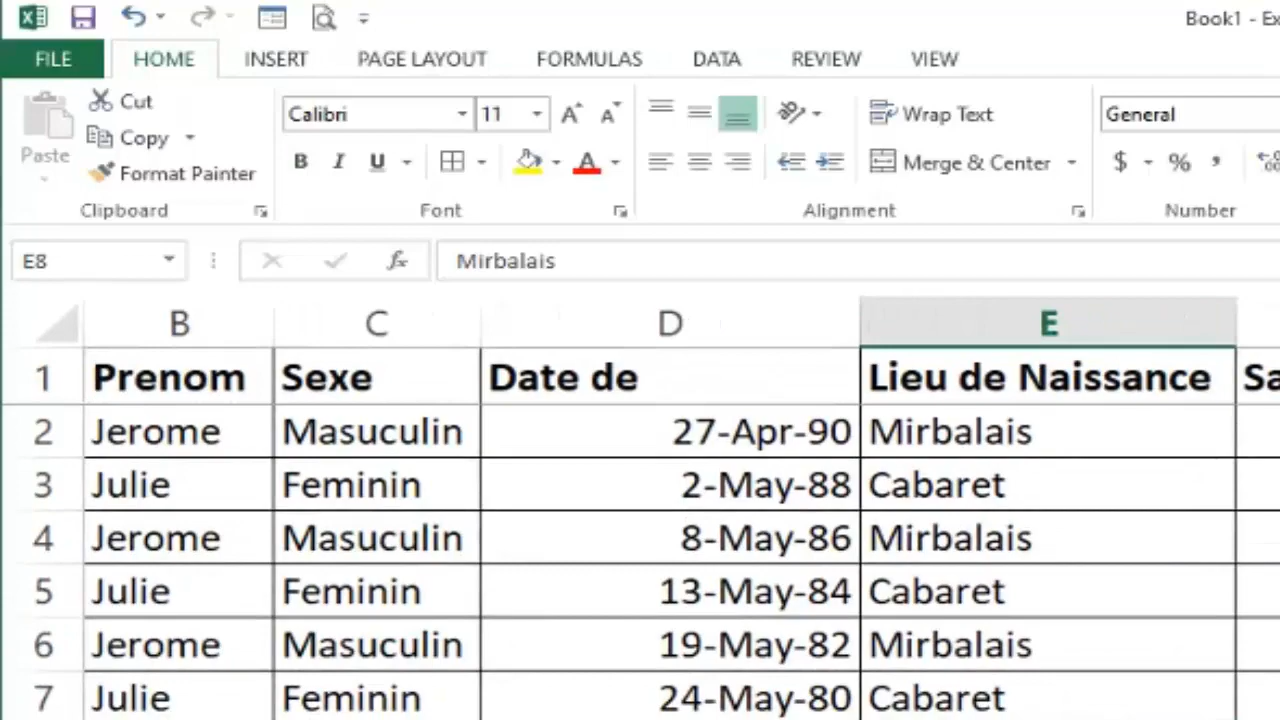 Book1 - Ex
FILE HOME INSERT PAGE LAYOUT FORMULAS DATA REVIEW VIEW
Paste
Cut
Copy
Format Painter
Calibri 11
B I U A
Wrap Text
Merge & Center
General
$ % ,
Clipboard Font Alignment Number
E8 fx Mirbalais
B C D E
1 Prenom Sexe Date de Lieu de Naissance Sa
2 Jerome Masuculin 27-Apr-90 Mirbalais
3 Julie Feminin 2-May-88 Cabaret
4 Jerome Masuculin 8-May-86 Mirbalais
5 Julie Feminin 13-May-84 Cabaret
6 Jerome Masuculin 19-May-82 Mirbalais
7 Julie Feminin 24-May-80 Cabaret